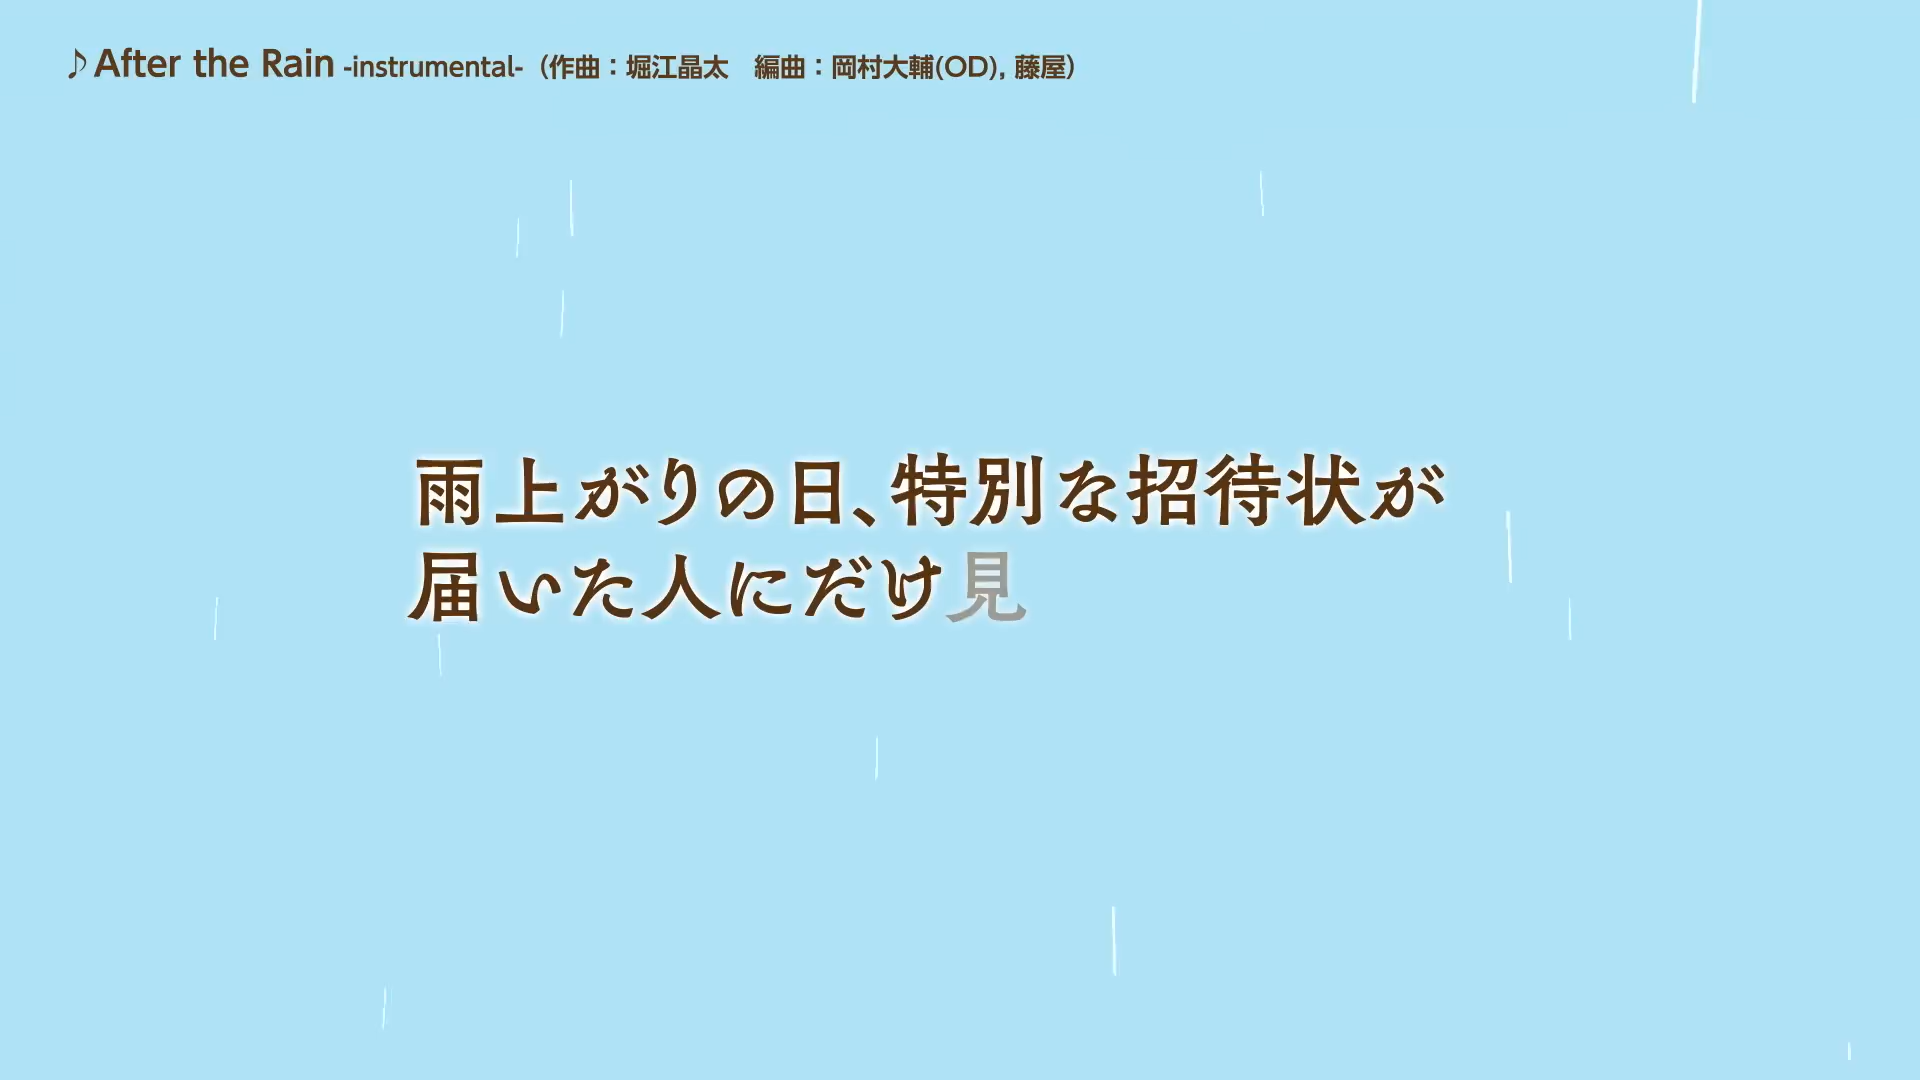 ♪After the Rain -instrumental-（作曲：堀江晶太　編曲：岡村大輔(OD), 藤屋）
雨上がりの日、特別な招待状が
届いた人にだけ見